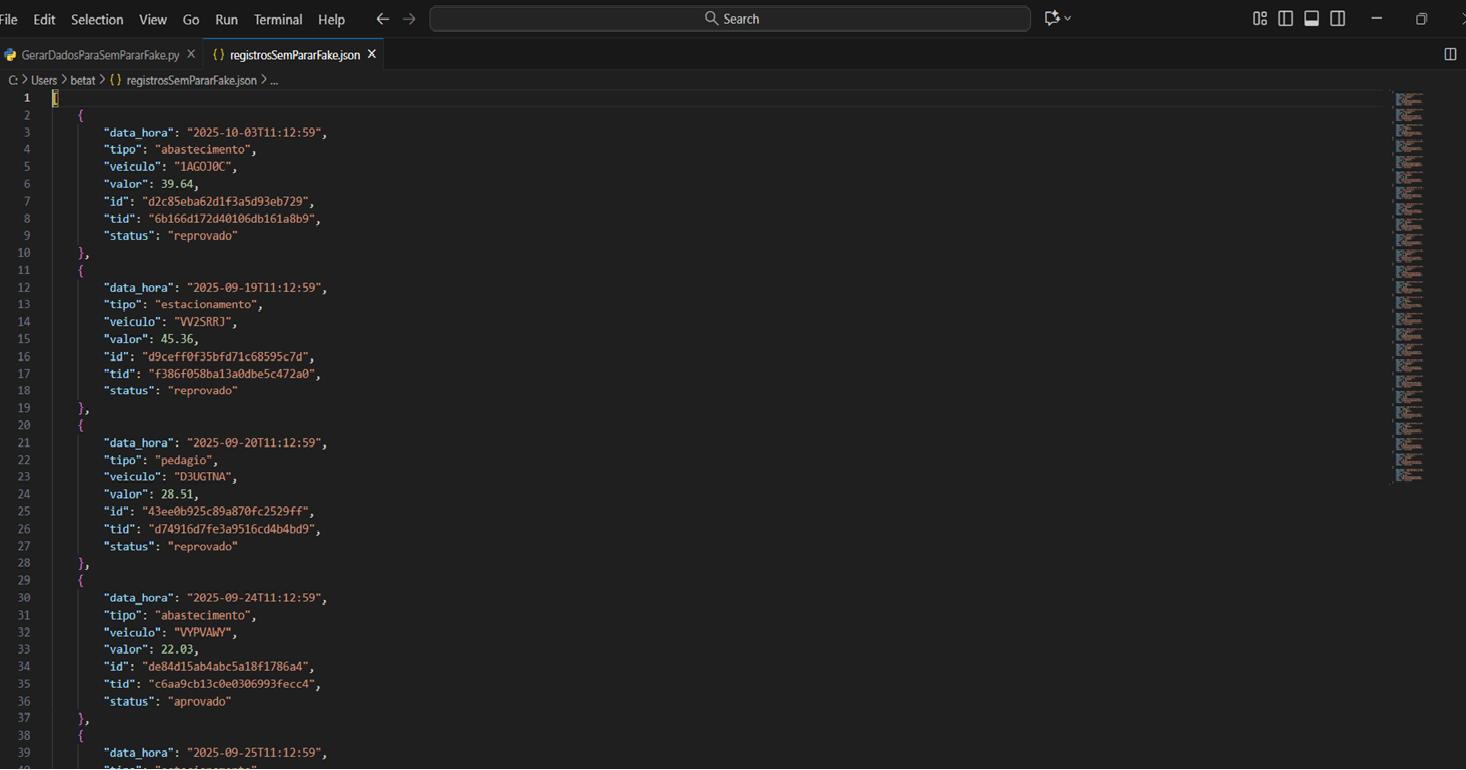 File Edit Selection View Go Run Terminal Help Search
GerarDadosParaSemPararFake.py { } registrosSemPararFake.json
C: > Users > betat > { } registrosSemPararFake.json > ...
1 [
2 {
3 "data_hora": "2025-10-03T11:12:59",
4 "tipo": "abastecimento",
5 "veiculo": "1AGOJ0C",
6 "valor": 39.64,
7 "id": "d2c85eba62d1f3a5d93eb729",
8 "tid": "6b166d172d40106db161a8b9",
9 "status": "reprovado"
10 },
11 {
12 "data_hora": "2025-09-19T11:12:59",
13 "tipo": "estacionamento",
14 "veiculo": "VV2SRRJ",
15 "valor": 45.36,
16 "id": "d9ceff0f35bfd71c68595c7d",
17 "tid": "f386f058ba13a0dbe5c472a0",
18 "status": "reprovado"
19 },
20 {
21 "data_hora": "2025-09-20T11:12:59",
22 "tipo": "pedagio",
23 "veiculo": "D3UGTNA",
24 "valor": 28.51,
25 "id": "43ee0b925c89a870fc2529ff",
26 "tid": "d74916d7fe3a9516cd4b4bd9",
27 "status": "reprovado"
28 },
29 {
30 "data_hora": "2025-09-24T11:12:59",
31 "tipo": "abastecimento",
32 "veiculo": "VYPVAWY",
33 "valor": 22.03,
34 "id": "de84d15ab4abc5a18f1786a4",
35 "tid": "c6aa9cb13c0e0306993fecc4",
36 "status": "aprovado"
37 },
38 {
39 "data_hora": "2025-09-25T11:12:59",
40 "tipo": "estacionamento"